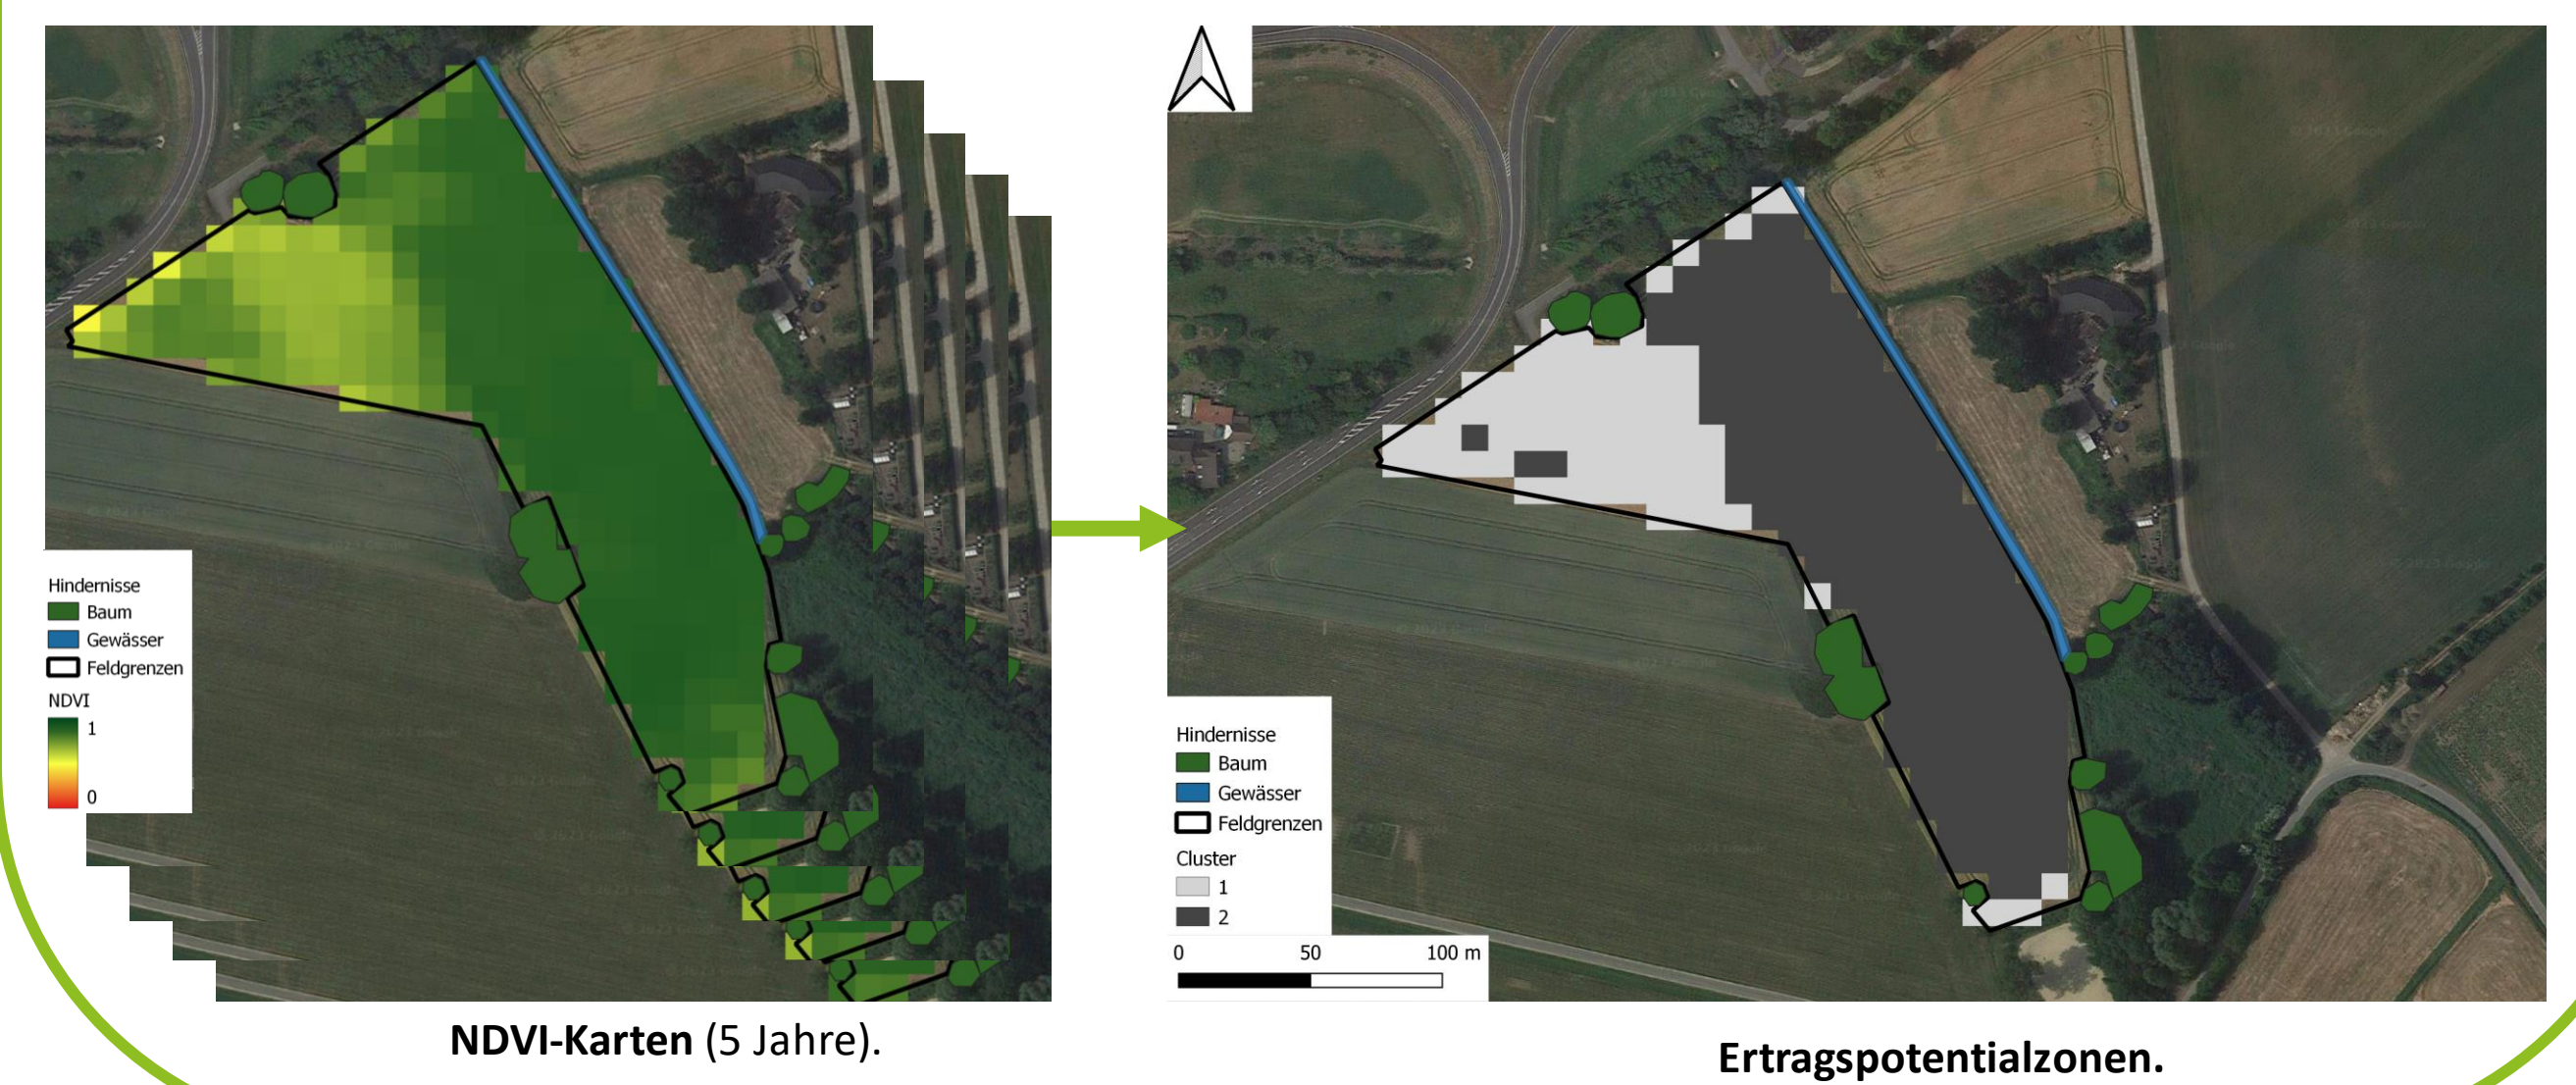 Hindernisse
Baum
Gewässer
Feldgrenzen
NDVI
1
0
NDVI-Karten (5 Jahre).
Hindernisse
Baum
Gewässer
Feldgrenzen
Cluster
1
2
0 50 100 m
Ertragspotentialzonen.